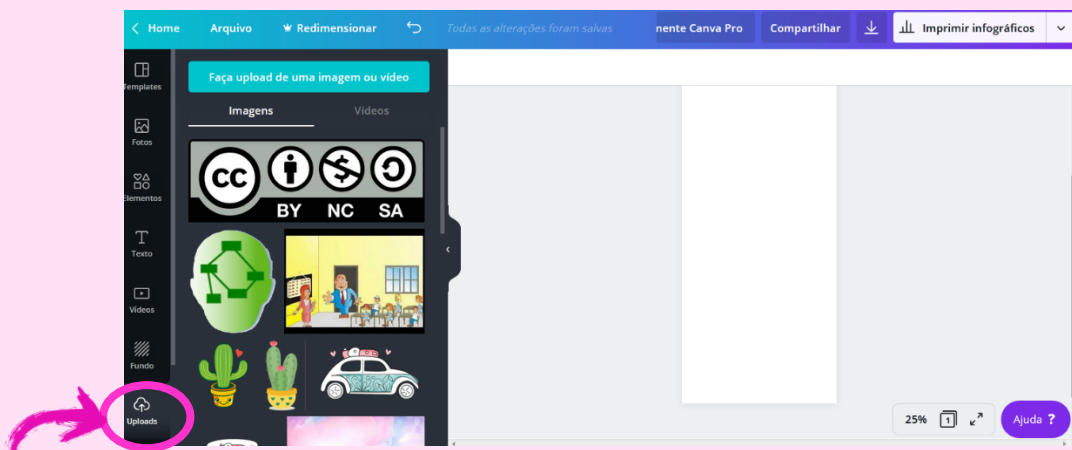 Home Arquivo Redimensionar Todas as alterações foram salvas nente Canva Pro Compartilhar Imprimir infográficos
Templates
Faça upload de uma imagem ou vídeo
Imagens Vídeos
Fotos
CC
BY NC SA
Elementos
Texto
Vídeos
Fundo
Uploads
25% 1 Ajuda ?